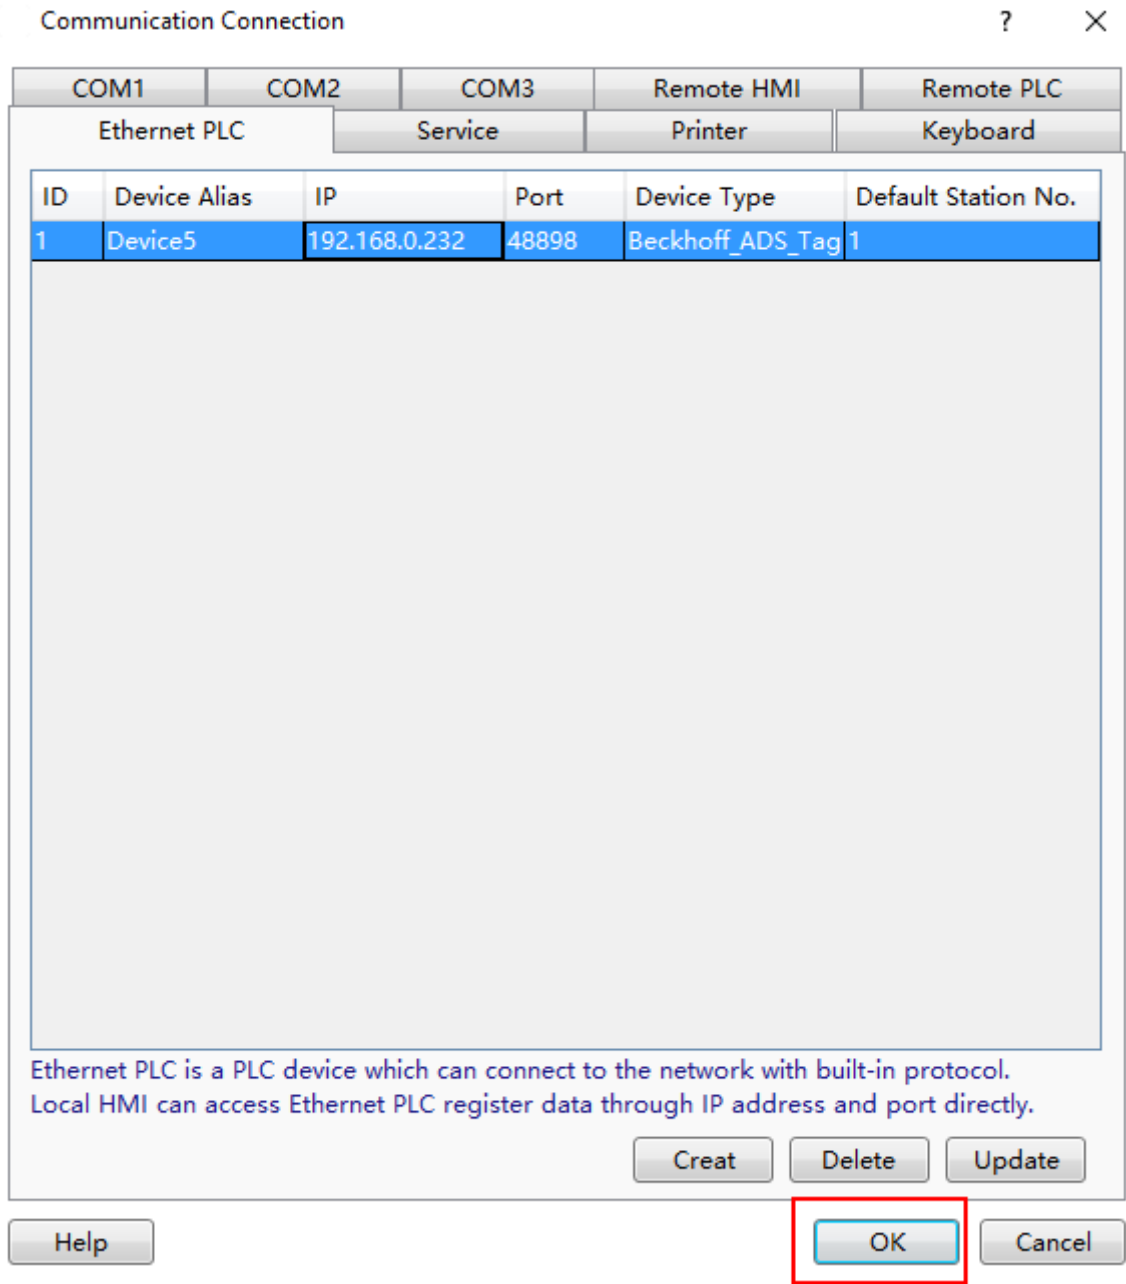 Communication Connection ? ×
COM1 COM2 COM3 Remote HMI Remote PLC
Ethernet PLC Service Printer Keyboard
ID Device Alias IP Port Device Type Default Station No.
1 Device5 192.168.0.232 48898 Beckhoff_ADS_Tag 1
Ethernet PLC is a PLC device which can connect to the network with built-in protocol.
Local HMI can access Ethernet PLC register data through IP address and port directly.
Creat Delete Update
Help OK Cancel